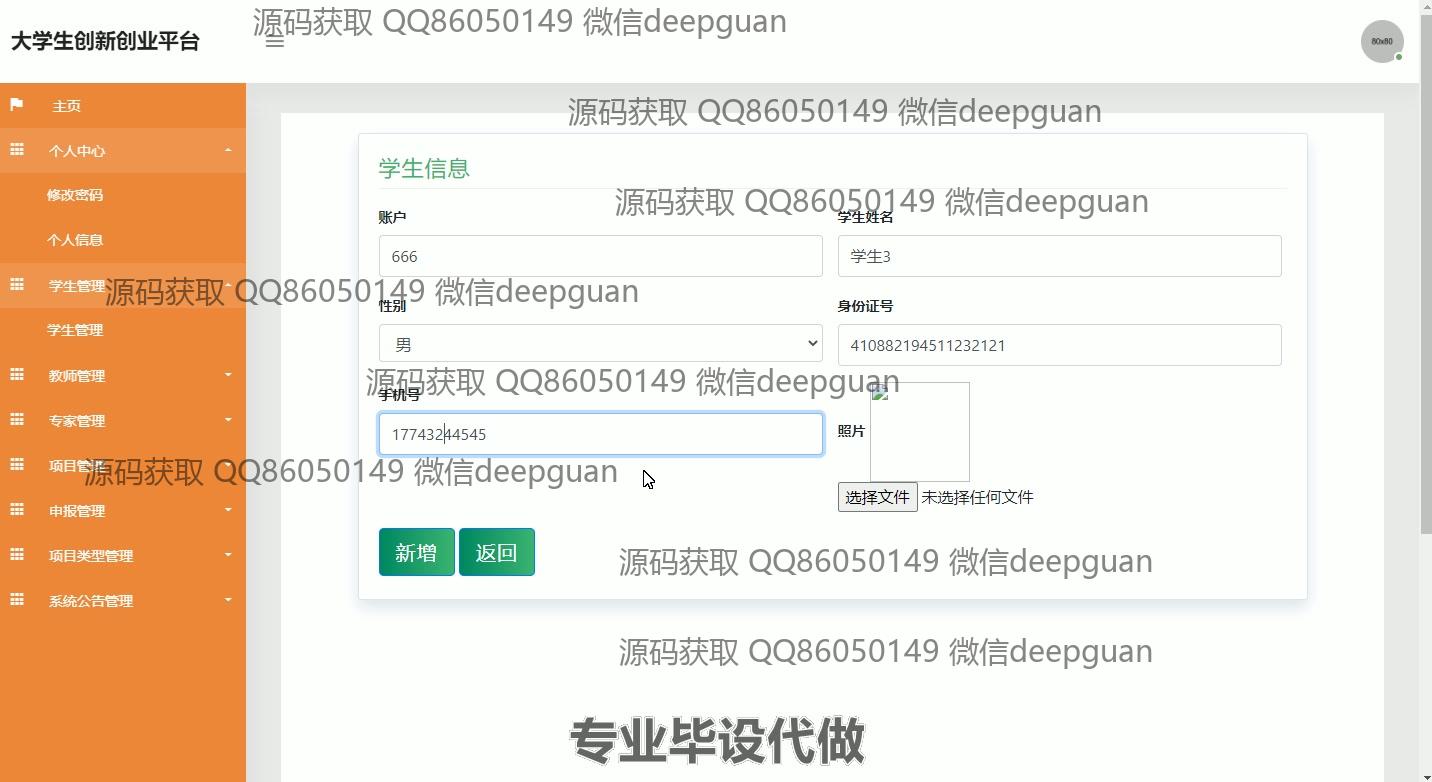 大学生创新创业平台
源码获取 QQ86050149 微信deepguan
80x80
主页
个人中心
修改密码
个人信息
学生管理
学生管理
教师管理
专家管理
项目管理
申报管理
项目类型管理
系统公告管理
源码获取 QQ86050149 微信deepguan
学生信息
源码获取 QQ86050149 微信deepguan
账户
学生姓名
666
学生3
源码获取 QQ86050149 微信deepguan
性别
身份证号
男
410882194511232121
源码获取 QQ86050149 微信deepguan
手机号
17743244545
照片
源码获取 QQ86050149 微信deepguan
选择文件 未选择任何文件
新增 返回
源码获取 QQ86050149 微信deepguan
源码获取 QQ86050149 微信deepguan
专业毕设代做